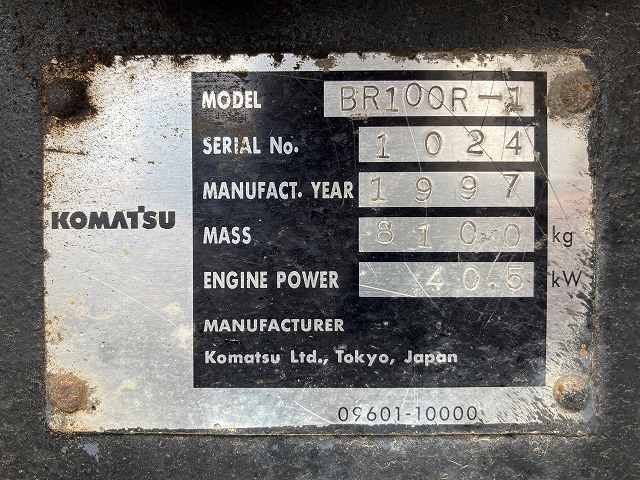 MODEL BR100R-1
SERIAL No. 1024
MANUFACT. YEAR 1997
KOMATSU
MASS 8100 kg
ENGINE POWER 40.5 kW
MANUFACTURER
Komatsu Ltd., Tokyo, Japan
09601-10000